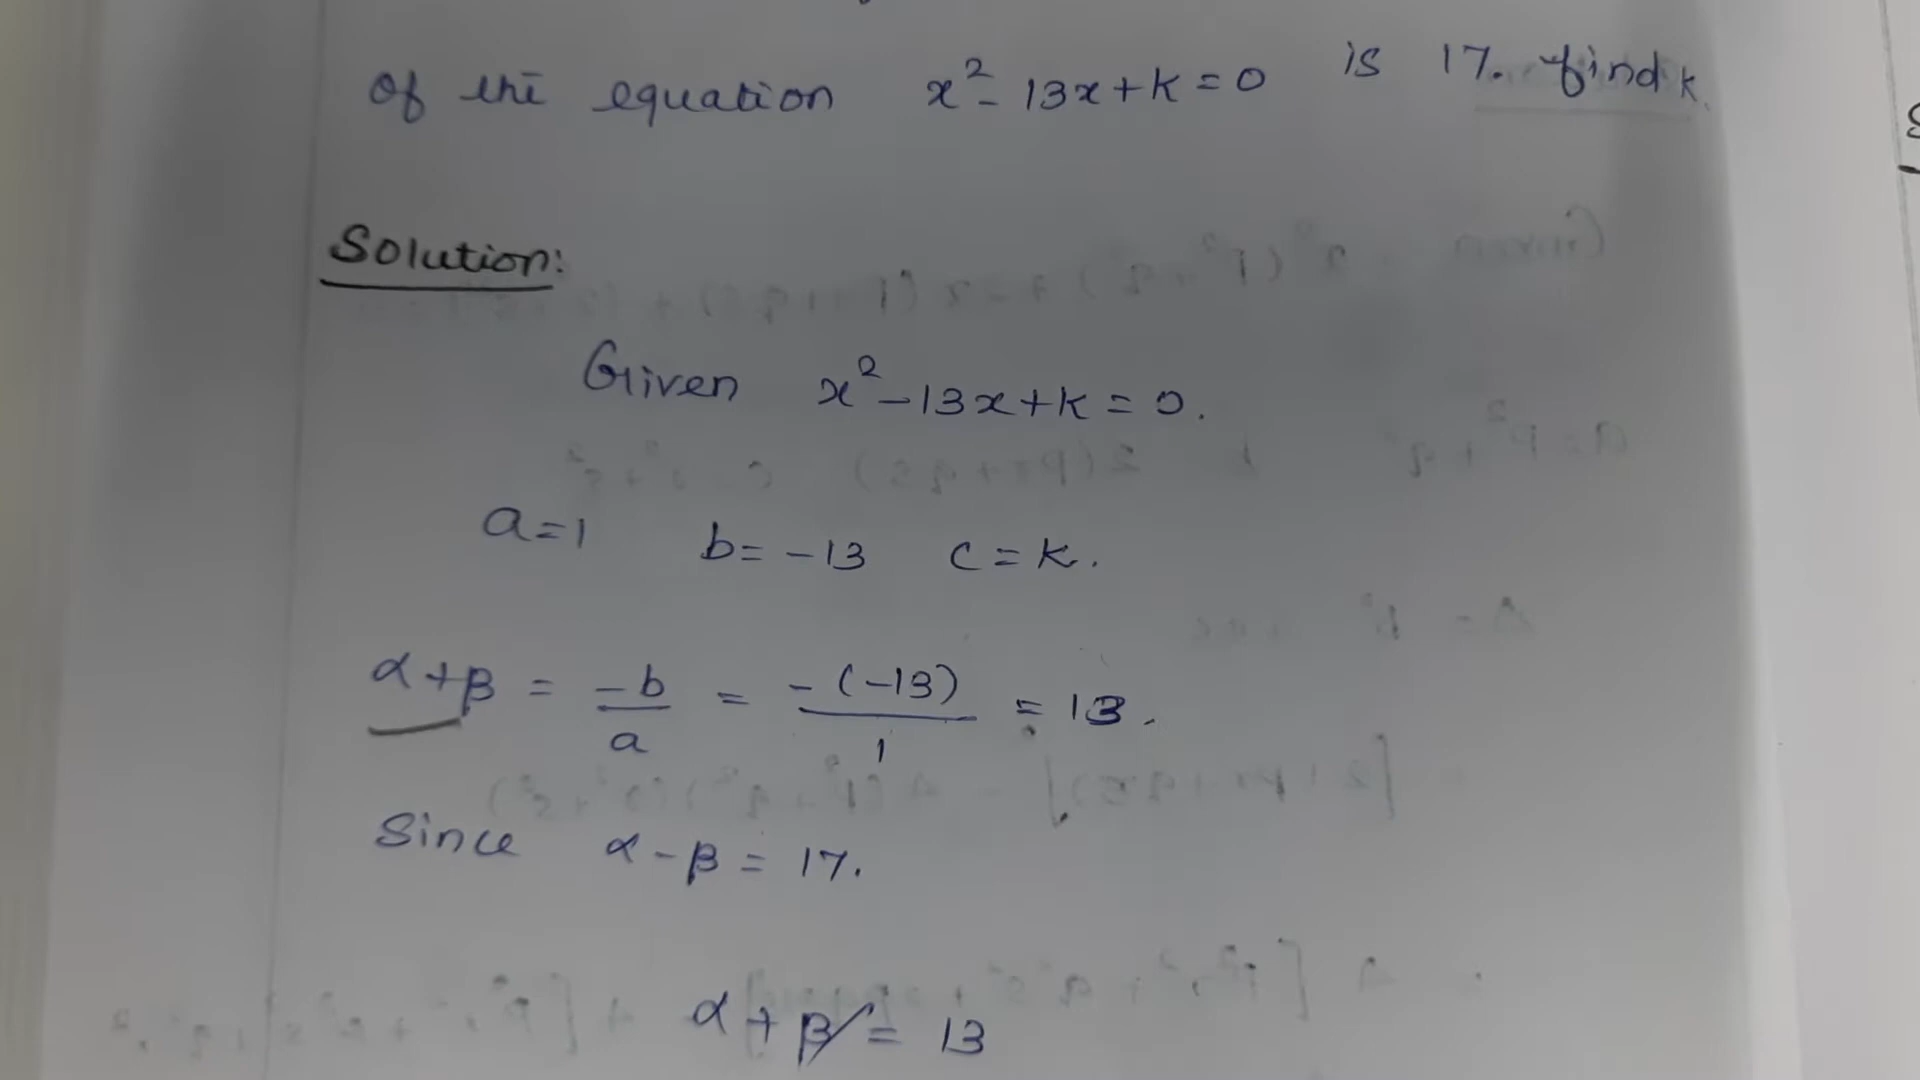 of the equation x² - 13x + k = 0 is 17. find k.
Solution:
Given x² - 13x + k = 0.
a = 1 b = -13 c = k.
α + β = -b/a = -(-13)/1 = 13.
Since α - β = 17.
α + β = 13